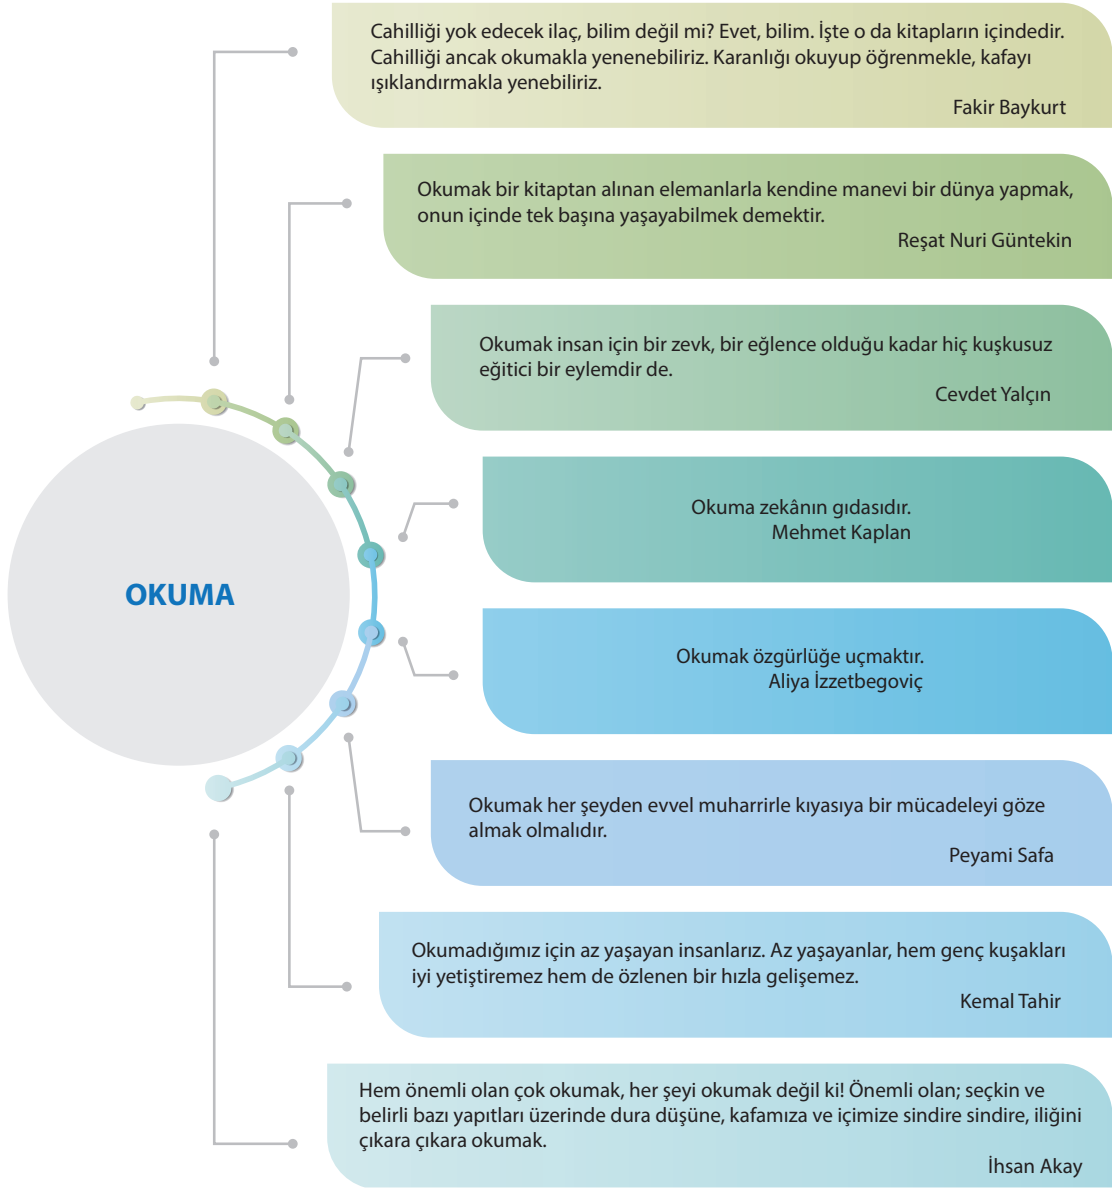 Cahilliği yok edecek ilaç, bilim değil mi? Evet, bilim. İşte o da kitapların içindedir.
Cahilliği ancak okumakla yenenebiliriz. Karanlığı okuyup öğrenmekle, kafayı
ışıklandırmakla yenebiliriz.
Fakir Baykurt
Okumak bir kitaptan alınan elemanlarla kendine manevi bir dünya yapmak,
onun içinde tek başına yaşayabilmek demektir.
Reşat Nuri Güntekin
Okumak insan için bir zevk, bir eğlence olduğu kadar hiç kuşkusuz
eğitici bir eylemdir de.
Cevdet Yalçın
Okuma zekânın gıdasıdır.
Mehmet Kaplan
OKUMA
Okumak özgürlüğe uçmaktır.
Aliya İzzetbegoviç
Okumak her şeyden evvel muharrirle kıyasıya bir mücadeleyi göze
almak olmalıdır.
Peyami Safa
Okumadığımız için az yaşayan insanlarız. Az yaşayanlar, hem genç kuşakları
iyi yetiştiremez hem de özlenen bir hızla gelişemez.
Kemal Tahir
Hem önemli olan çok okumak, her şeyi okumak değil ki! Önemli olan; seçkin ve
belirli bazı yapıtları üzerinde dura düşüne, kafamıza ve içimize sindire sindire, iliğini
çıkara çıkara okumak.
İhsan Akay